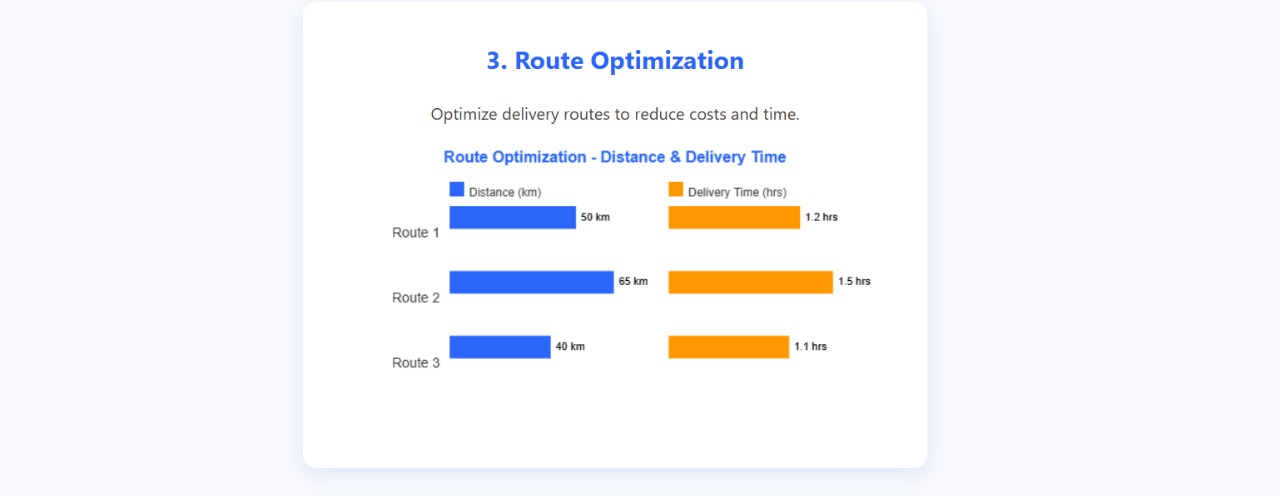 3. Route Optimization
Optimize delivery routes to reduce costs and time.
Route Optimization - Distance & Delivery Time
Distance (km) Delivery Time (hrs)
Route 1 50 km 1.2 hrs
Route 2 65 km 1.5 hrs
Route 3 40 km 1.1 hrs